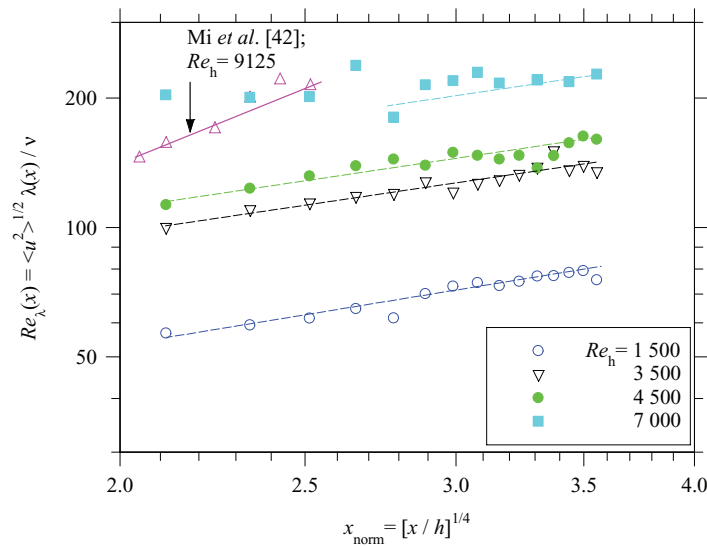 Mi et al. [42];
Re_h = 9125
200
100
50
Re_λ(x) = <u²>^1/2 λ(x) / ν
Re_h = 1 500
3 500
4 500
7 000
2.0 2.5 3.0 3.5 4.0
x_norm = [x / h]^1/4